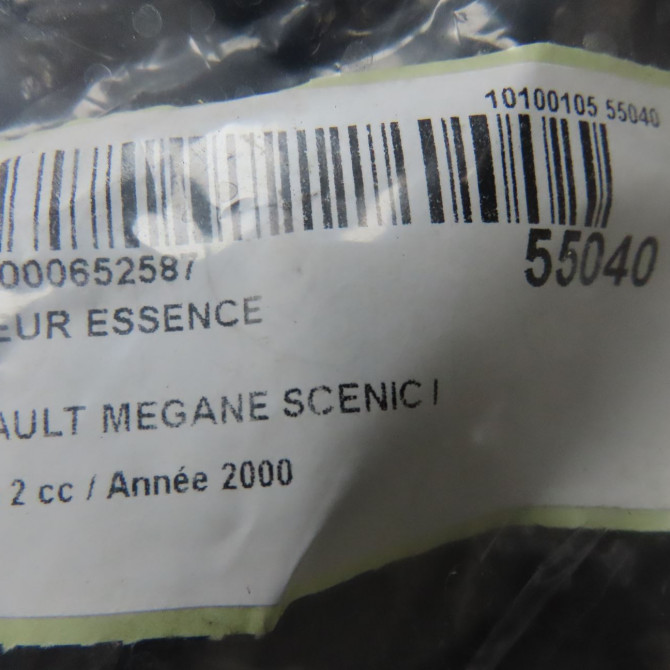 10100105 55040
000652587
55040
EUR ESSENCE
AULT MEGANE SCENIC I
2 cc / Année 2000